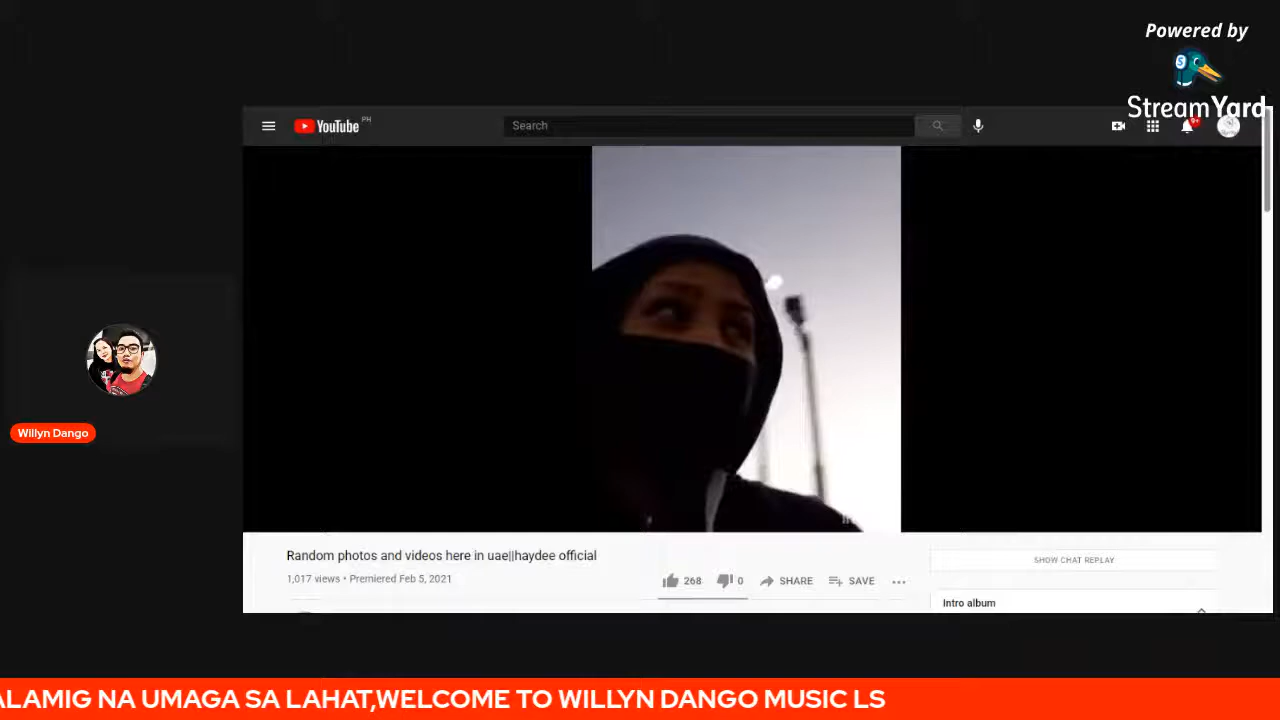 Powered by
StreamYard
YouTube PH
Search
9+
Willyn Dango
Random photos and videos here in uae||haydee official
1,017 views • Premiered Feb 5, 2021
268
0
SHARE
SAVE
SHOW CHAT REPLAY
Intro album
ALAMIG NA UMAGA SA LAHAT,WELCOME TO WILLYN DANGO MUSIC LS